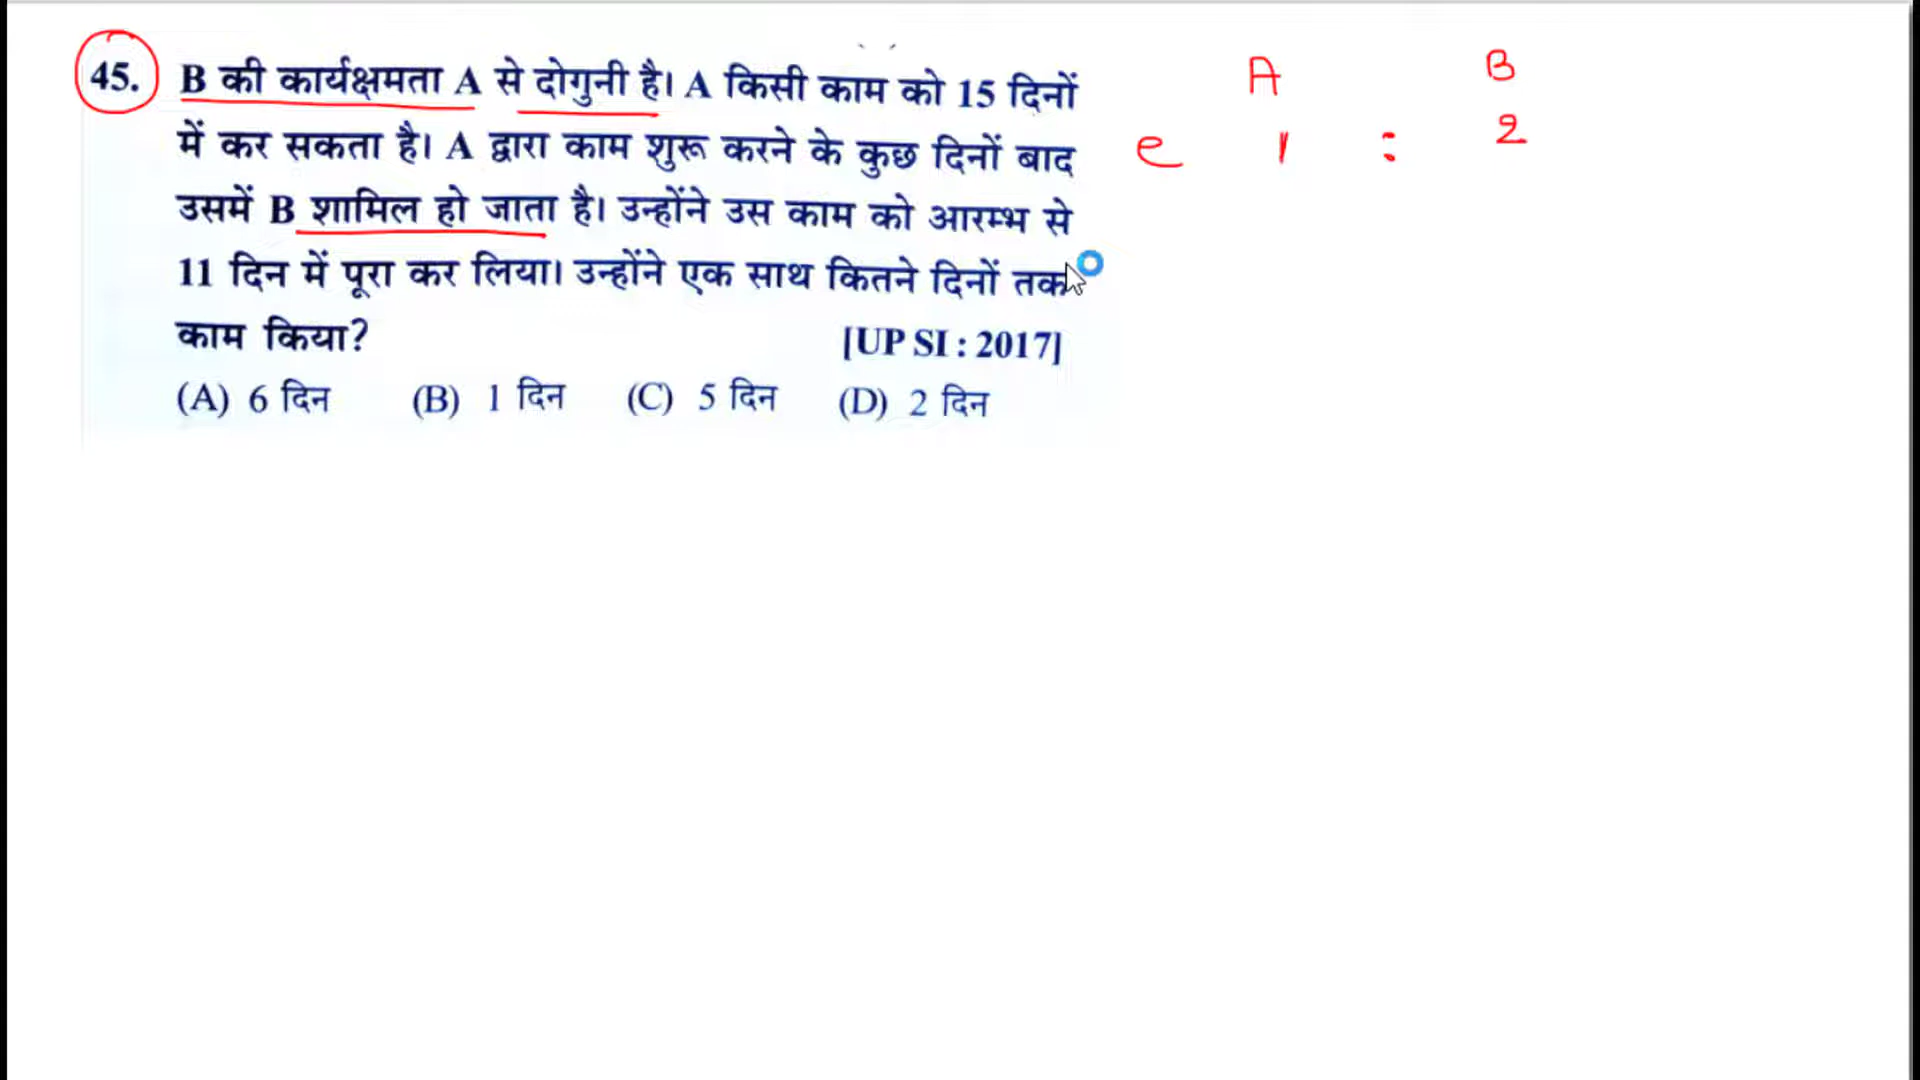 45. B की कार्यक्षमता A से दोगुनी है। A किसी काम को 15 दिनों
में कर सकता है। A द्वारा काम शुरू करने के कुछ दिनों बाद
उसमें B शामिल हो जाता है। उन्होंने उस काम को आरम्भ से
11 दिन में पूरा कर लिया। उन्होंने एक साथ कितने दिनों तक
काम किया? [UP SI : 2017]
(A) 6 दिन (B) 1 दिन (C) 5 दिन (D) 2 दिन
A B
e 1 : 2